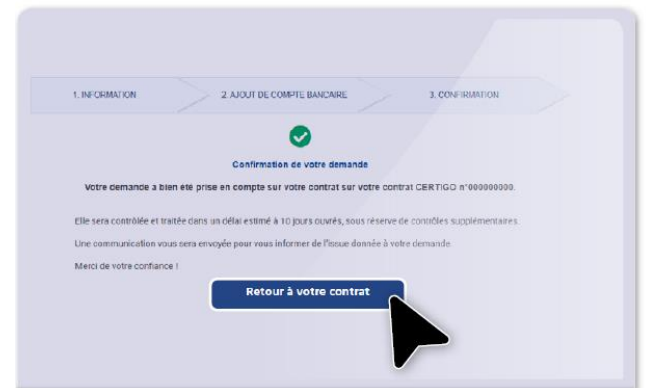 1. INFORMATION
2. AJOUT DE COMPTE BANCAIRE
3. CONFIRMATION
Confirmation de votre demande
Votre demande a bien été prise en compte sur votre contrat sur votre contrat CERTIGO n°000000000.
Elle sera contrôlée et traitée dans un délai estimé à 10 jours ouvrés, sous réserve de contrôles supplémentaires.
Une communication vous sera envoyée pour vous informer de l'issue donnée à votre demande.
Merci de votre confiance !
Retour à votre contrat